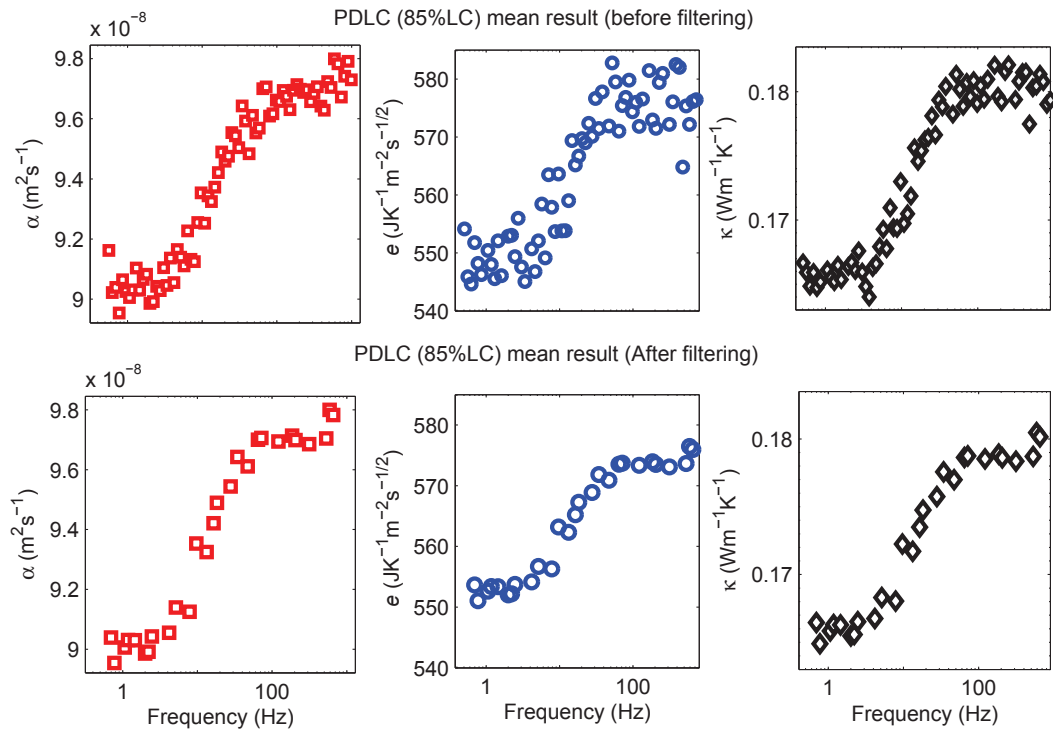 PDLC (85%LC) mean result (before filtering)
x 10⁻⁸
9.8
9.6
9.4
9.2
9
α (m²s⁻¹)
580
570
560
550
540
e (JK⁻¹m⁻²s⁻¹/²)
0.18
0.17
κ (Wm⁻¹K⁻¹)
PDLC (85%LC) mean result (After filtering)
x 10⁻⁸
9.8
9.6
9.4
9.2
9
α (m²s⁻¹)
1
100
Frequency (Hz)
580
570
560
550
540
e (JK⁻¹m⁻²s⁻¹/²)
1
100
Frequency (Hz)
0.18
0.17
κ (Wm⁻¹K⁻¹)
1
100
Frequency (Hz)